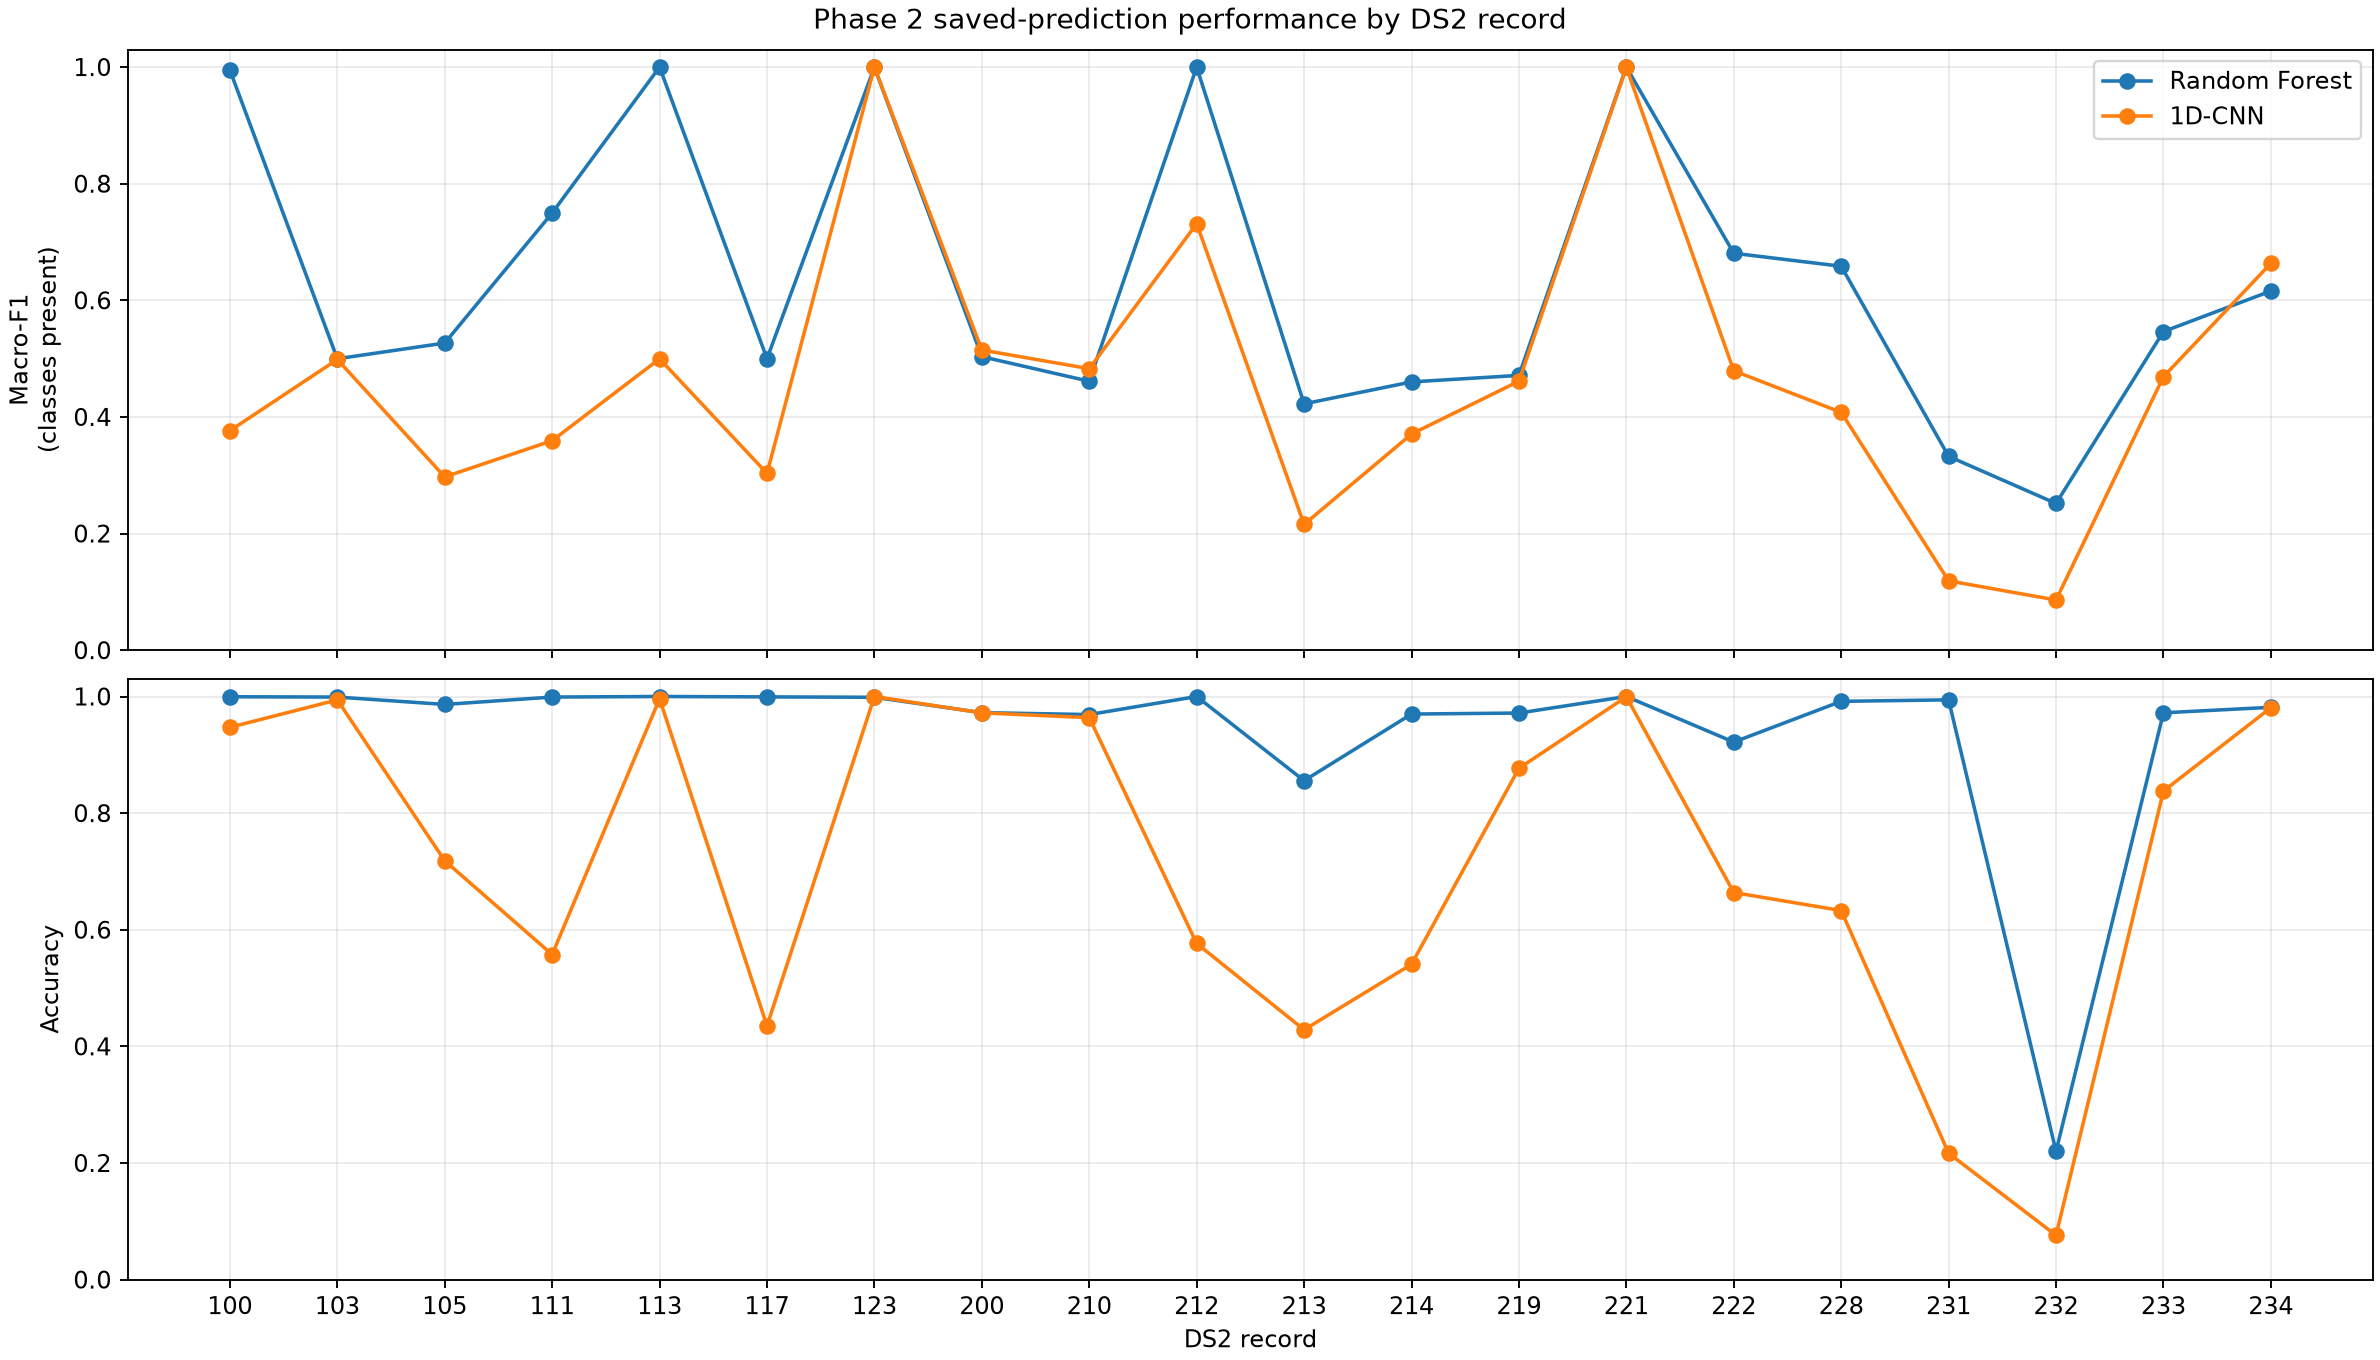 Phase 2 saved-prediction performance by DS2 record
Random Forest
1D-CNN
Macro-F1
(classes present)
1.0
0.8
0.6
0.4
0.2
0.0
Accuracy
1.0
0.8
0.6
0.4
0.2
0.0
100 103 105 111 113 117 123 200 210 212 213 214 219 221 222 228 231 232 233 234
DS2 record